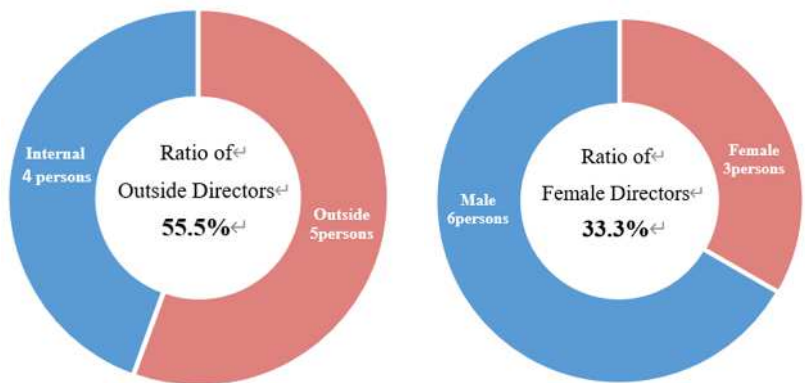 Internal
4 persons
Ratio of↵
Outside Directors↵
55.5%↵
Outside
5persons
Male
6persons
Ratio of↵
Female Directors↵
33.3%↵
Female
3persons